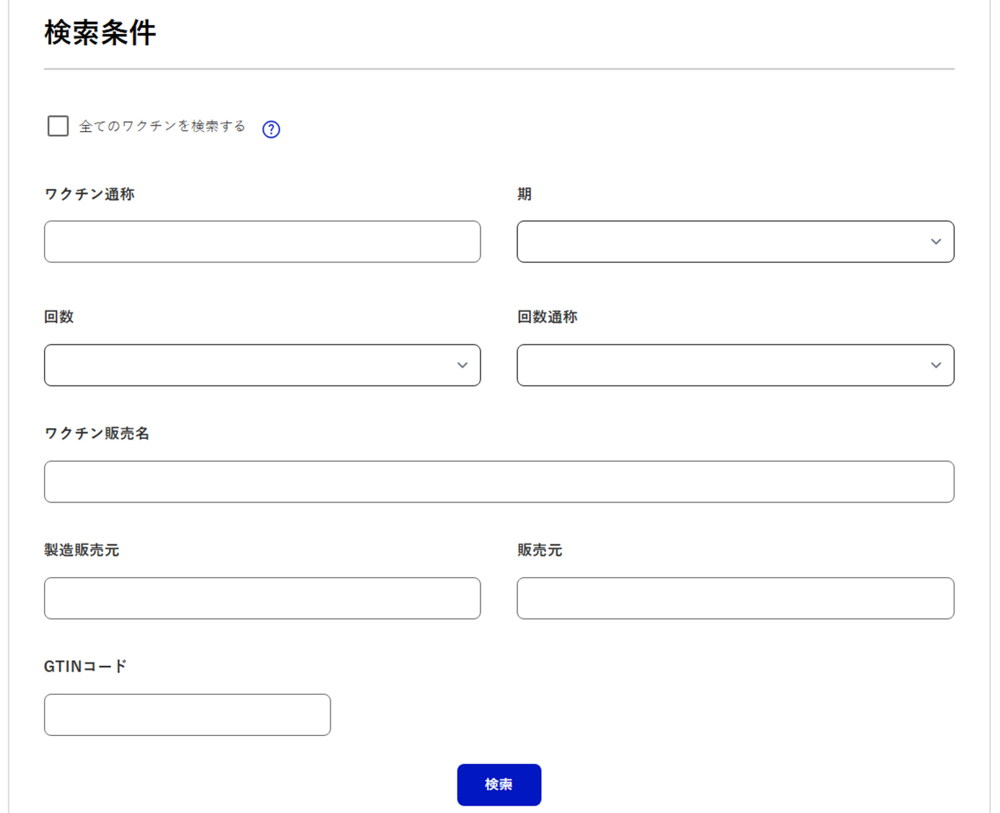 検索条件
全てのワクチンを検索する ?
ワクチン通称
期
回数
回数通称
ワクチン販売名
製造販売元
販売元
GTINコード
検索